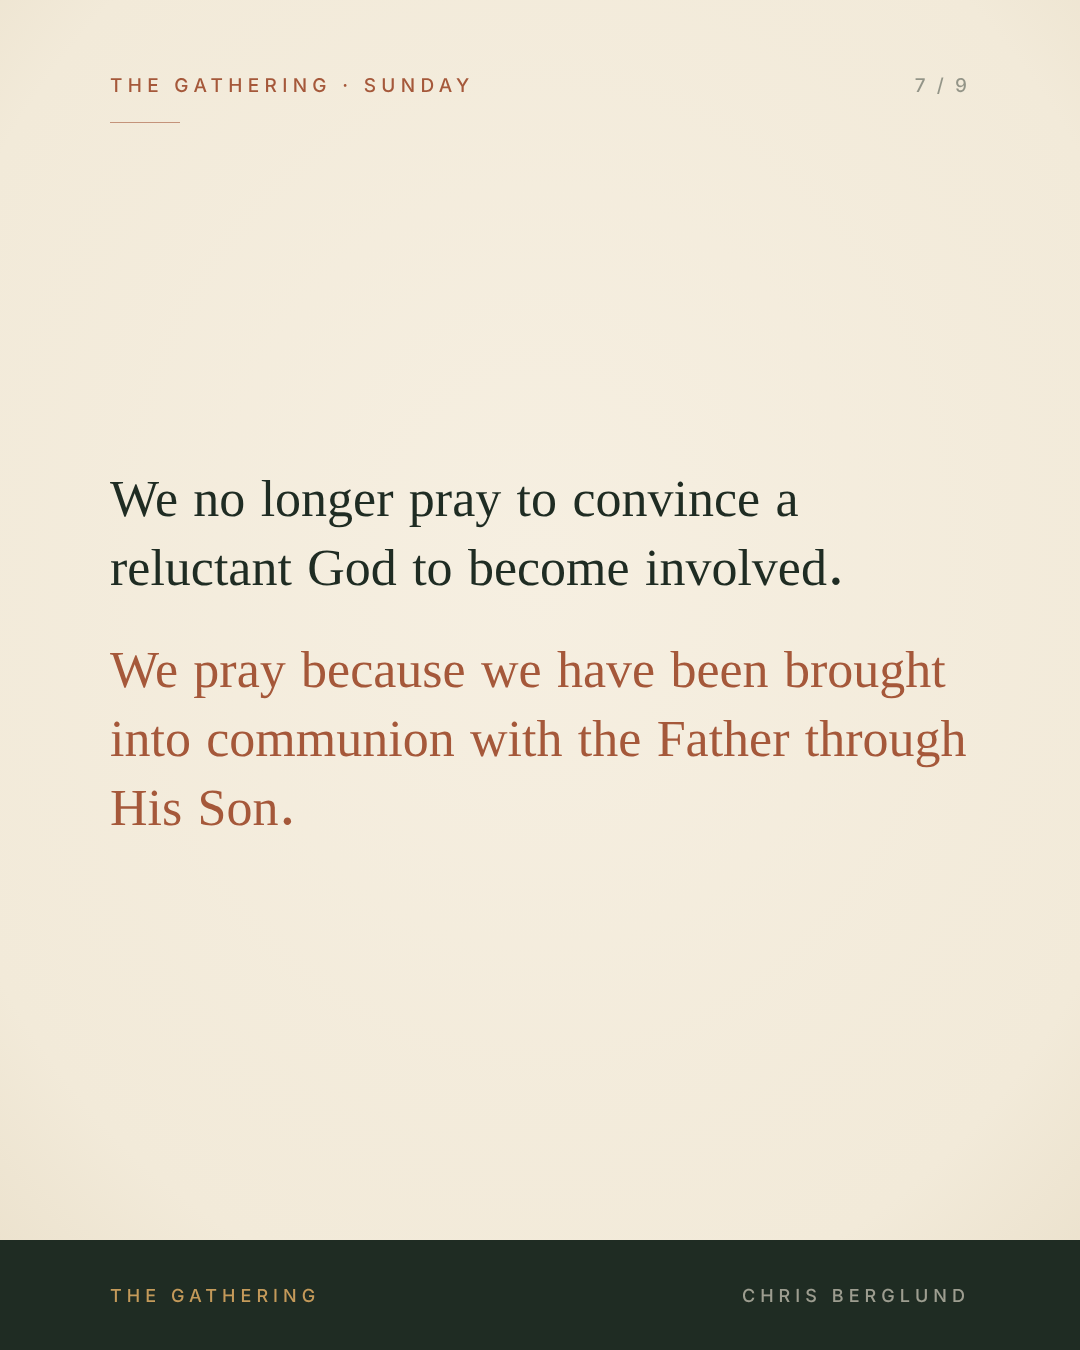 THE GATHERING · SUNDAY
7 / 9
We no longer pray to convince a
reluctant God to become involved.
We pray because we have been brought
into communion with the Father through
His Son.
THE GATHERING
CHRIS BERGLUND